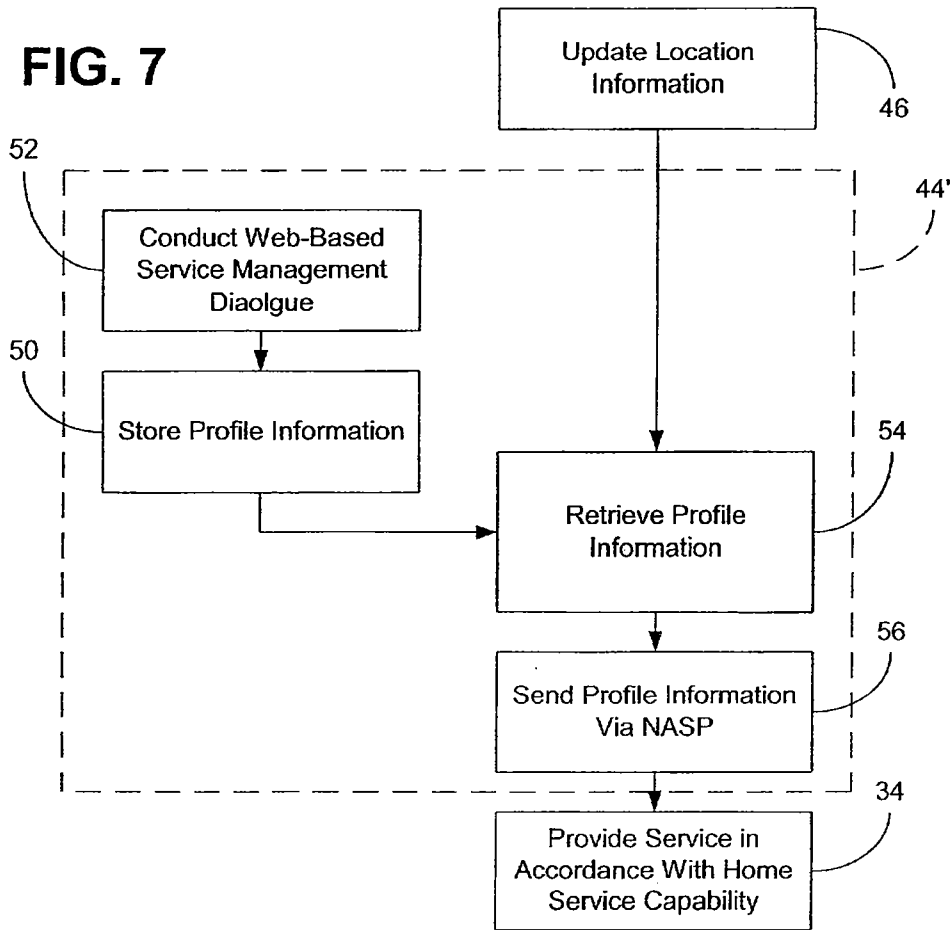 FIG. 7
Update Location
Information
46
52
44'
Conduct Web-Based
Service Management
Diaolgue
50
Store Profile Information
54
Retrieve Profile
Information
56
Send Profile Information
Via NASP
34
Provide Service in
Accordance With Home
Service Capability